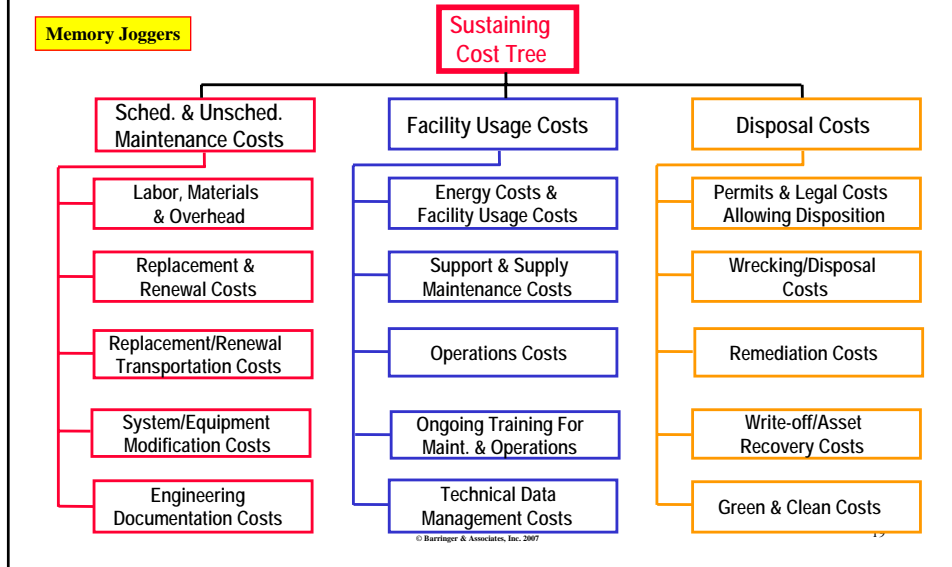 Memory Joggers
Sustaining
Cost Tree
Sched. & Unsched.
Maintenance Costs
Labor, Materials
& Overhead
Replacement &
Renewal Costs
Replacement/Renewal
Transportation Costs
System/Equipment
Modification Costs
Engineering
Documentation Costs
Facility Usage Costs
Energy Costs &
Facility Usage Costs
Support & Supply
Maintenance Costs
Operations Costs
Ongoing Training For
Maint. & Operations
Technical Data
Management Costs
Disposal Costs
Permits & Legal Costs
Allowing Disposition
Wrecking/Disposal
Costs
Remediation Costs
Write-off/Asset
Recovery Costs
Green & Clean Costs
© Barringer & Associates, Inc. 2007